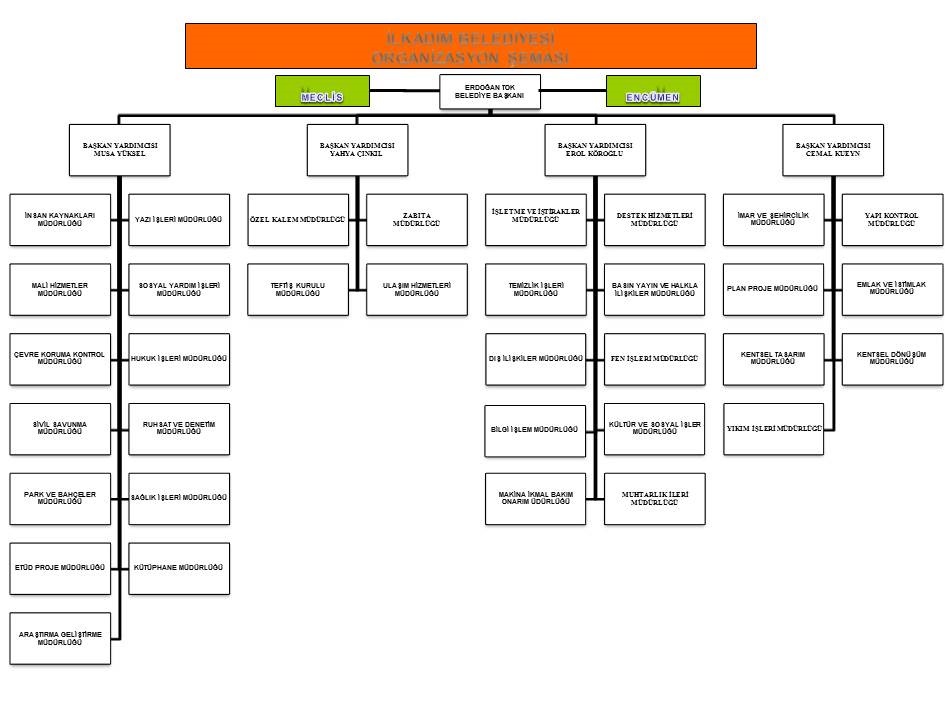 İLKADIM BELEDİYESİ
ORGANİZASYON ŞEMASI
MECLİS
ERDOĞAN TOK
BELEDİYE BAŞKANI
ENCÜMEN
BAŞKAN YARDIMCISI
MUSA YÜKSEL
BAŞKAN YARDIMCISI
YAHYA ÇINKIL
BAŞKAN YARDIMCISI
EROL KÖROGLU
BAŞKAN YARDIMCISI
CEMAL KUEYN
İNSAN KAYNAKLARI
MÜDÜRLÜĞÜ
YAZI İŞLERİ MÜDÜRLÜĞÜ
ÖZEL KALEM MÜDÜRLÜĞÜ
ZABITA
MÜDÜRLÜĞÜ
İŞLETME VE İŞTİRAKLER
MÜDÜRLÜĞÜ
DESTEK HİZMETLERİ
MÜDÜRLÜĞÜ
İMAR VE ŞEHİRCİLİK
MÜDÜRLÜĞÜ
YAPI KONTROL
MÜDÜRLÜĞÜ
MALİ HİZMETLER
MÜDÜRLÜĞÜ
SOSYAL YARDIM İŞLERİ
MÜDÜRLÜĞÜ
TEFTİŞ KURULU
MÜDÜRLÜĞÜ
ULAŞIM HİZMETLERİ
MÜDÜRLÜĞÜ
TEMİZLİK İŞLERİ
MÜDÜRLÜĞÜ
BASIN YAYIN VE HALKLA
İLİŞKİLER MÜDÜRLÜĞÜ
PLAN PROJE MÜDÜRLÜĞÜ
EMLAK VE İSTİMLAK
MÜDÜRLÜĞÜ
ÇEVRE KORUMA KONTROL
MÜDÜRLÜĞÜ
HUKUK İŞLERİ MÜDÜRLÜĞÜ
DIŞ İLİŞKİLER MÜDÜRLÜĞÜ
FEN İŞLERİ MÜDÜRLÜĞÜ
KENTSEL TASARIM
MÜDÜRLÜĞÜ
KENTSEL DÖNÜŞÜM
MÜDÜRLÜĞÜ
SİVİL SAVUNMA
MÜDÜRLÜĞÜ
RUHSAT VE DENETİM
MÜDÜRLÜĞÜ
BİLGİ İŞLEM MÜDÜRLÜĞÜ
KÜLTÜR VE SOSYAL İŞLER
MÜDÜRLÜĞÜ
YIKIM İŞLERİ MÜDÜRLÜĞÜ
PARK VE BAHÇELER
MÜDÜRLÜĞÜ
SAĞLIK İŞLERİ MÜDÜRLÜĞÜ
MAKİNA İKMAL BAKIM
ONARIM ÜDÜRLÜĞÜ
MUHTARLIK İLERİ
MÜDÜRLÜĞÜ
ETÜD PROJE MÜDÜRLÜĞÜ
KÜTÜPHANE MÜDÜRLÜĞÜ
ARAŞTIRMA GELİŞTİRME
MÜDÜRLÜĞÜ